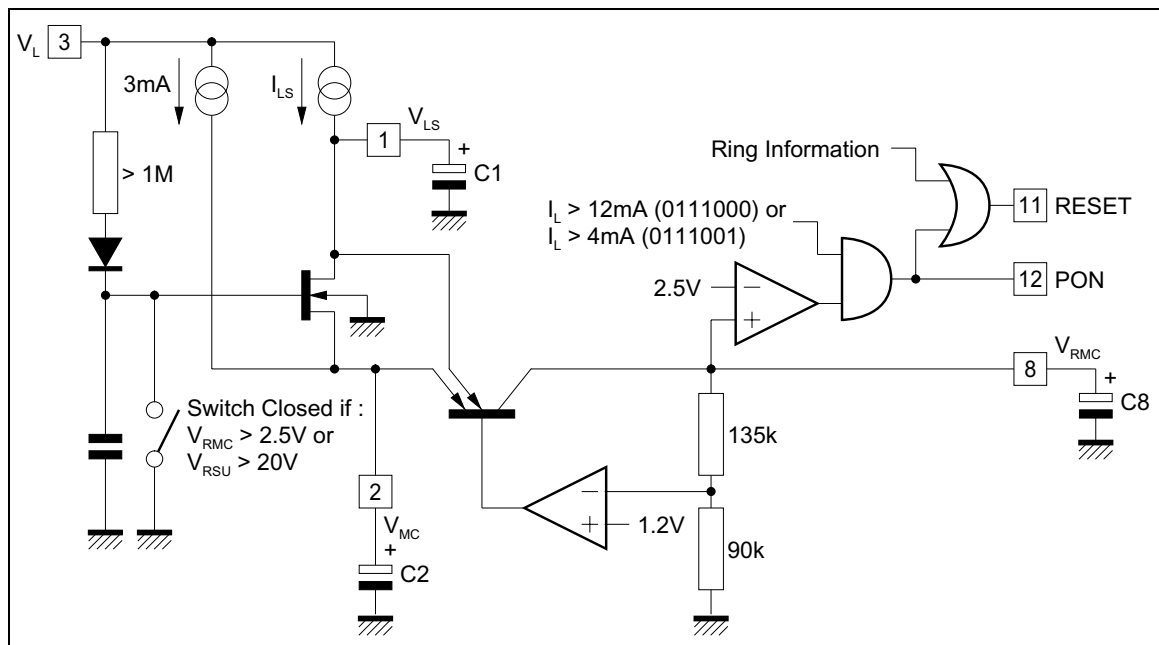 V_L 3
3mA
I_LS
V_LS
1
+
C1
> 1M
Ring Information
I_L > 12mA (0111000) or
I_L > 4mA (0111001)
11 RESET
2.5V
−
+
12 PON
V_RMC
8
+
C8
Switch Closed if :
V_RMC > 2.5V or
V_RSU > 20V
135k
2
V_MC
+
C2
−
+
1.2V
90k